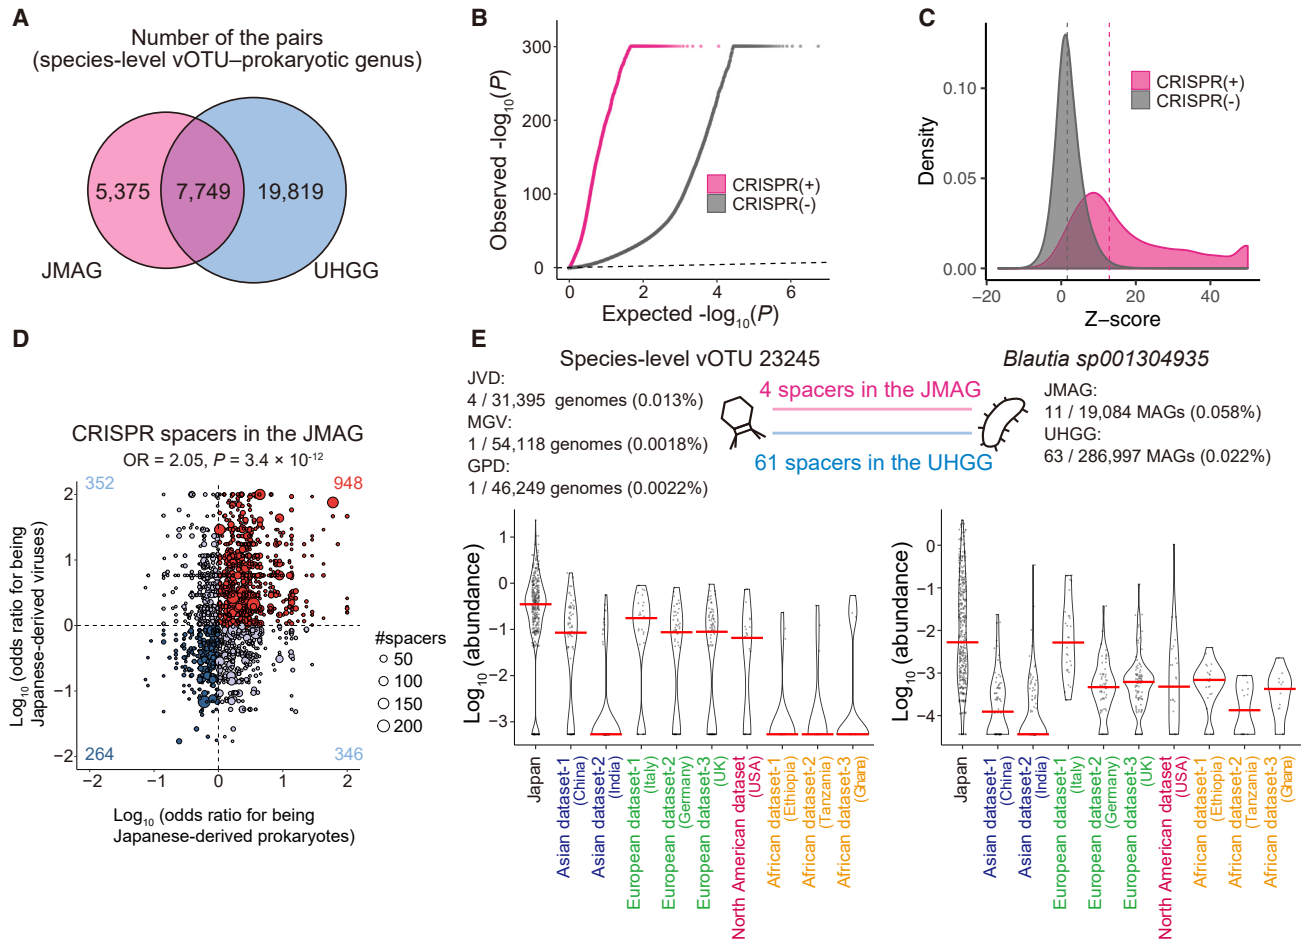 A
Number of the pairs
(species-level vOTU–prokaryotic genus)
5,375
7,749
19,819
JMAG
UHGG
B
300
200
100
0
Observed -log10(P)
CRISPR(+)
CRISPR(-)
0
2
4
6
Expected -log10(P)
C
0.10
0.05
0.00
Density
CRISPR(+)
CRISPR(-)
−20
0
20
40
Z−score
D
CRISPR spacers in the JMAG
OR = 2.05, P = 3.4 × 10-12
352
948
2
1
0
−1
−2
Log10 (odds ratio for being
Japanese-derived viruses)
264
346
−2
−1
0
1
2
Log10 (odds ratio for being
Japanese-derived prokaryotes)
#spacers
50
100
150
200
E
Species-level vOTU 23245
Blautia sp001304935
JVD:
4 / 31,395 genomes (0.013%)
MGV:
1 / 54,118 genomes (0.0018%)
GPD:
1 / 46,249 genomes (0.0022%)
4 spacers in the JMAG
61 spacers in the UHGG
JMAG:
11 / 19,084 MAGs (0.058%)
UHGG:
63 / 286,997 MAGs (0.022%)
Log10 (abundance)
1
0
−1
−2
−3
Japan
Asian dataset-1
(China)
Asian dataset-2
(India)
European dataset-1
(Italy)
European dataset-2
(Germany)
European dataset-3
(UK)
North American dataset
(USA)
African dataset-1
(Ethiopia)
African dataset-2
(Tanzania)
African dataset-3
(Ghana)
Log10 (abundance)
0
−1
−2
−3
−4
Japan
Asian dataset-1
(China)
Asian dataset-2
(India)
European dataset-1
(Italy)
European dataset-2
(Germany)
European dataset-3
(UK)
North American dataset
(USA)
African dataset-1
(Ethiopia)
African dataset-2
(Tanzania)
African dataset-3
(Ghana)